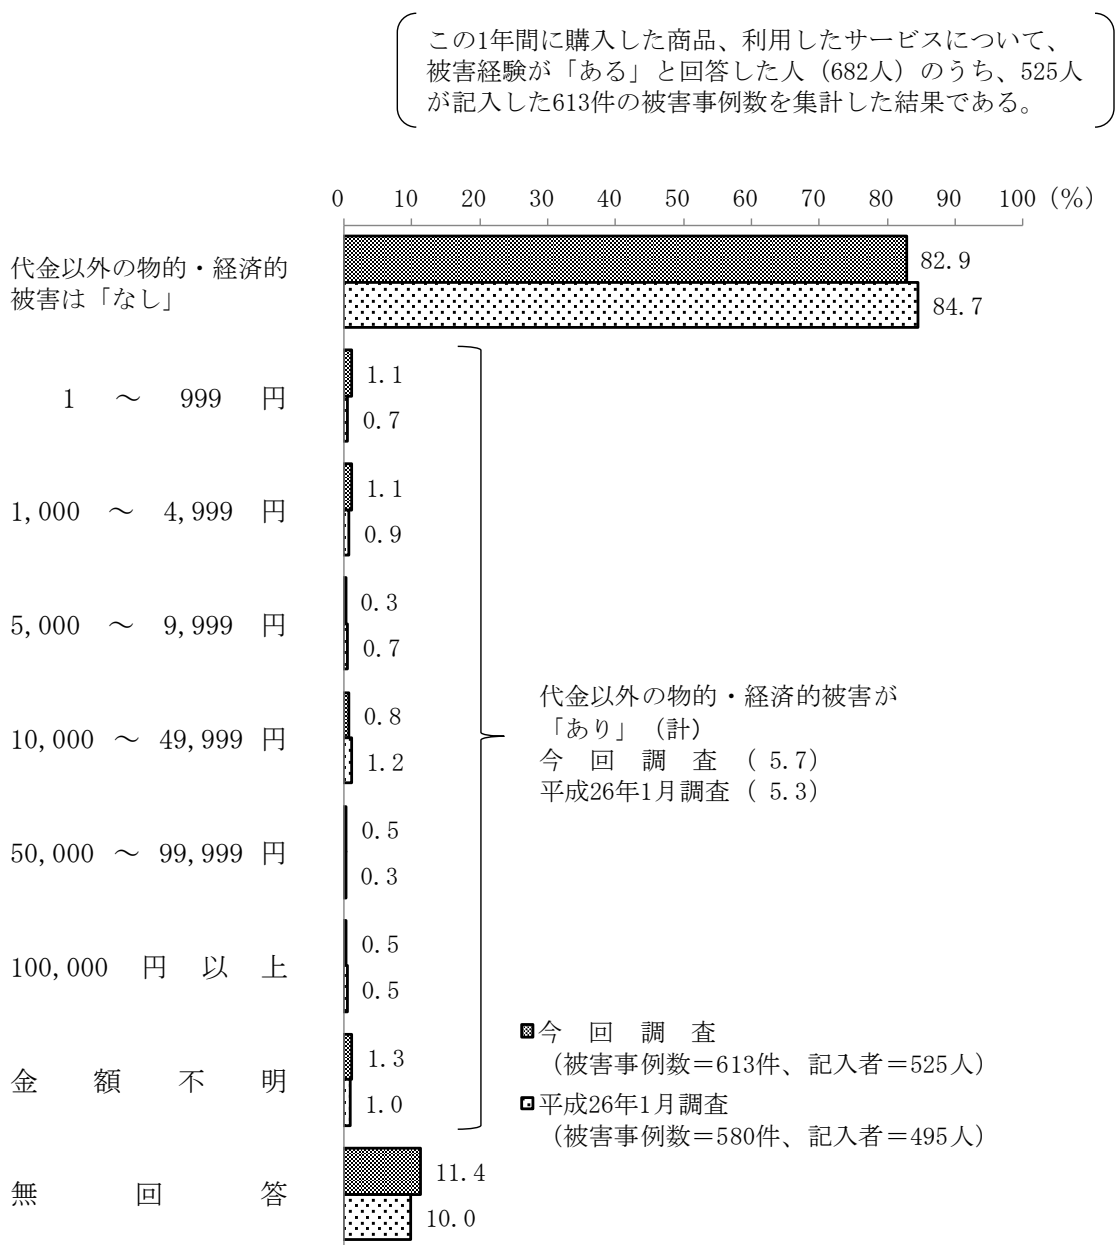 この1年間に購入した商品、利用したサービスについて、
被害経験が「ある」と回答した人（682人）のうち、525人
が記入した613件の被害事例数を集計した結果である。
0 10 20 30 40 50 60 70 80 90 100 (%)
代金以外の物的・経済的
被害は「なし」
82.9
84.7
1 ～ 999 円
1.1
0.7
1,000 ～ 4,999 円
1.1
0.9
5,000 ～ 9,999 円
0.3
0.7
10,000 ～ 49,999 円
0.8
1.2
50,000 ～ 99,999 円
0.5
0.3
100,000 円 以 上
0.5
0.5
金 額 不 明
1.3
1.0
無 回 答
11.4
10.0
代金以外の物的・経済的被害が
「あり」（計）
今 回 調 査 ( 5.7)
平成26年1月調査 ( 5.3)
今 回 調 査
（被害事例数＝613件、記入者＝525人）
平成26年1月調査
（被害事例数＝580件、記入者＝495人）